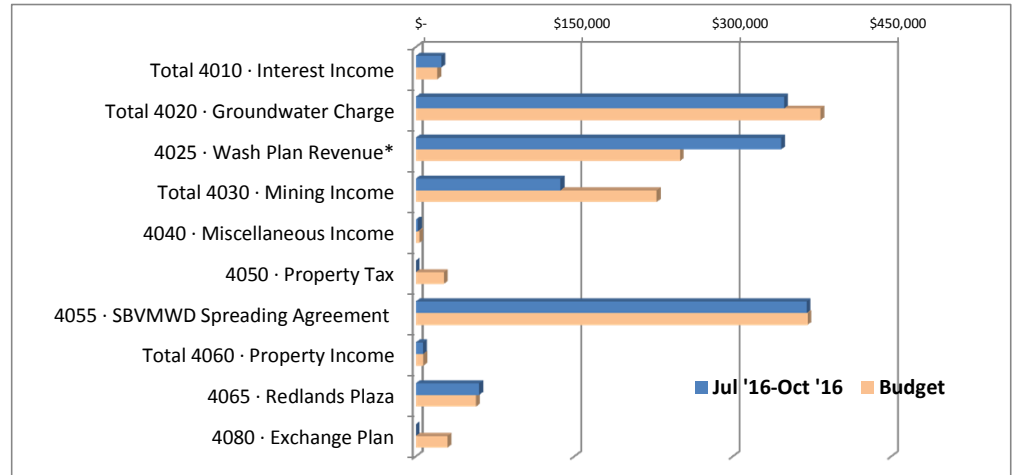 $- $150,000 $300,000 $450,000
Total 4010 · Interest Income
Total 4020 · Groundwater Charge
4025 · Wash Plan Revenue*
Total 4030 · Mining Income
4040 · Miscellaneous Income
4050 · Property Tax
4055 · SBVMWD Spreading Agreement
Total 4060 · Property Income
4065 · Redlands Plaza
Jul '16-Oct '16 Budget
4080 · Exchange Plan